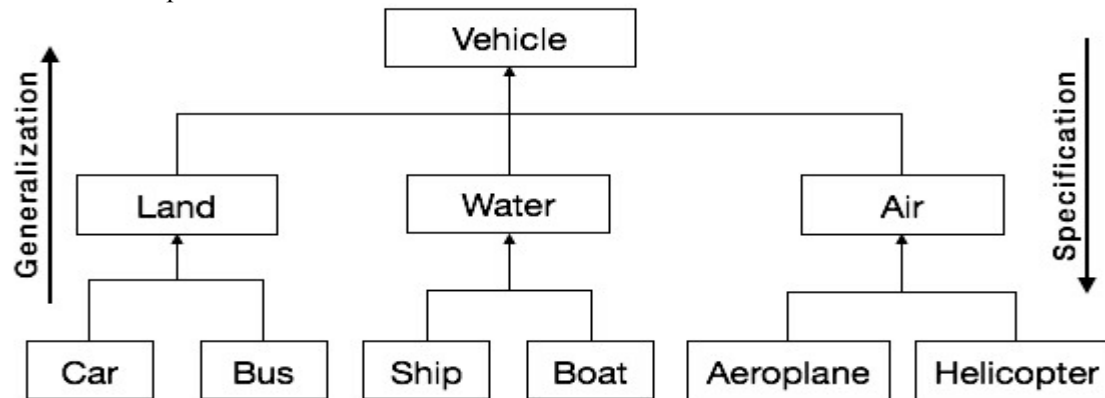 Vehicle
Generalization
Specification
Land
Water
Air
Car
Bus
Ship
Boat
Aeroplane
Helicopter